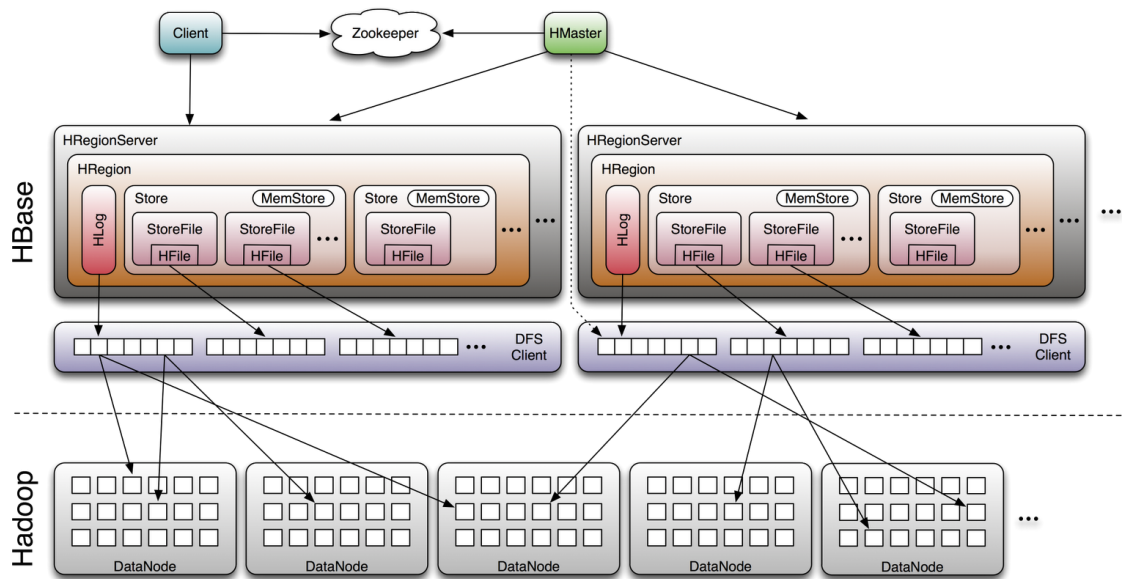 Client
Zookeeper
HMaster
HBase
HRegionServer
HRegion
HLog
Store
MemStore
StoreFile
HFile
StoreFile
HFile
...
Store
MemStore
StoreFile
HFile
...
...
DFS
Client
...
HRegionServer
HRegion
HLog
Store
MemStore
StoreFile
HFile
StoreFile
HFile
...
Store
MemStore
StoreFile
HFile
...
...
...
DFS
Client
...
Hadoop
DataNode
DataNode
DataNode
DataNode
DataNode
...